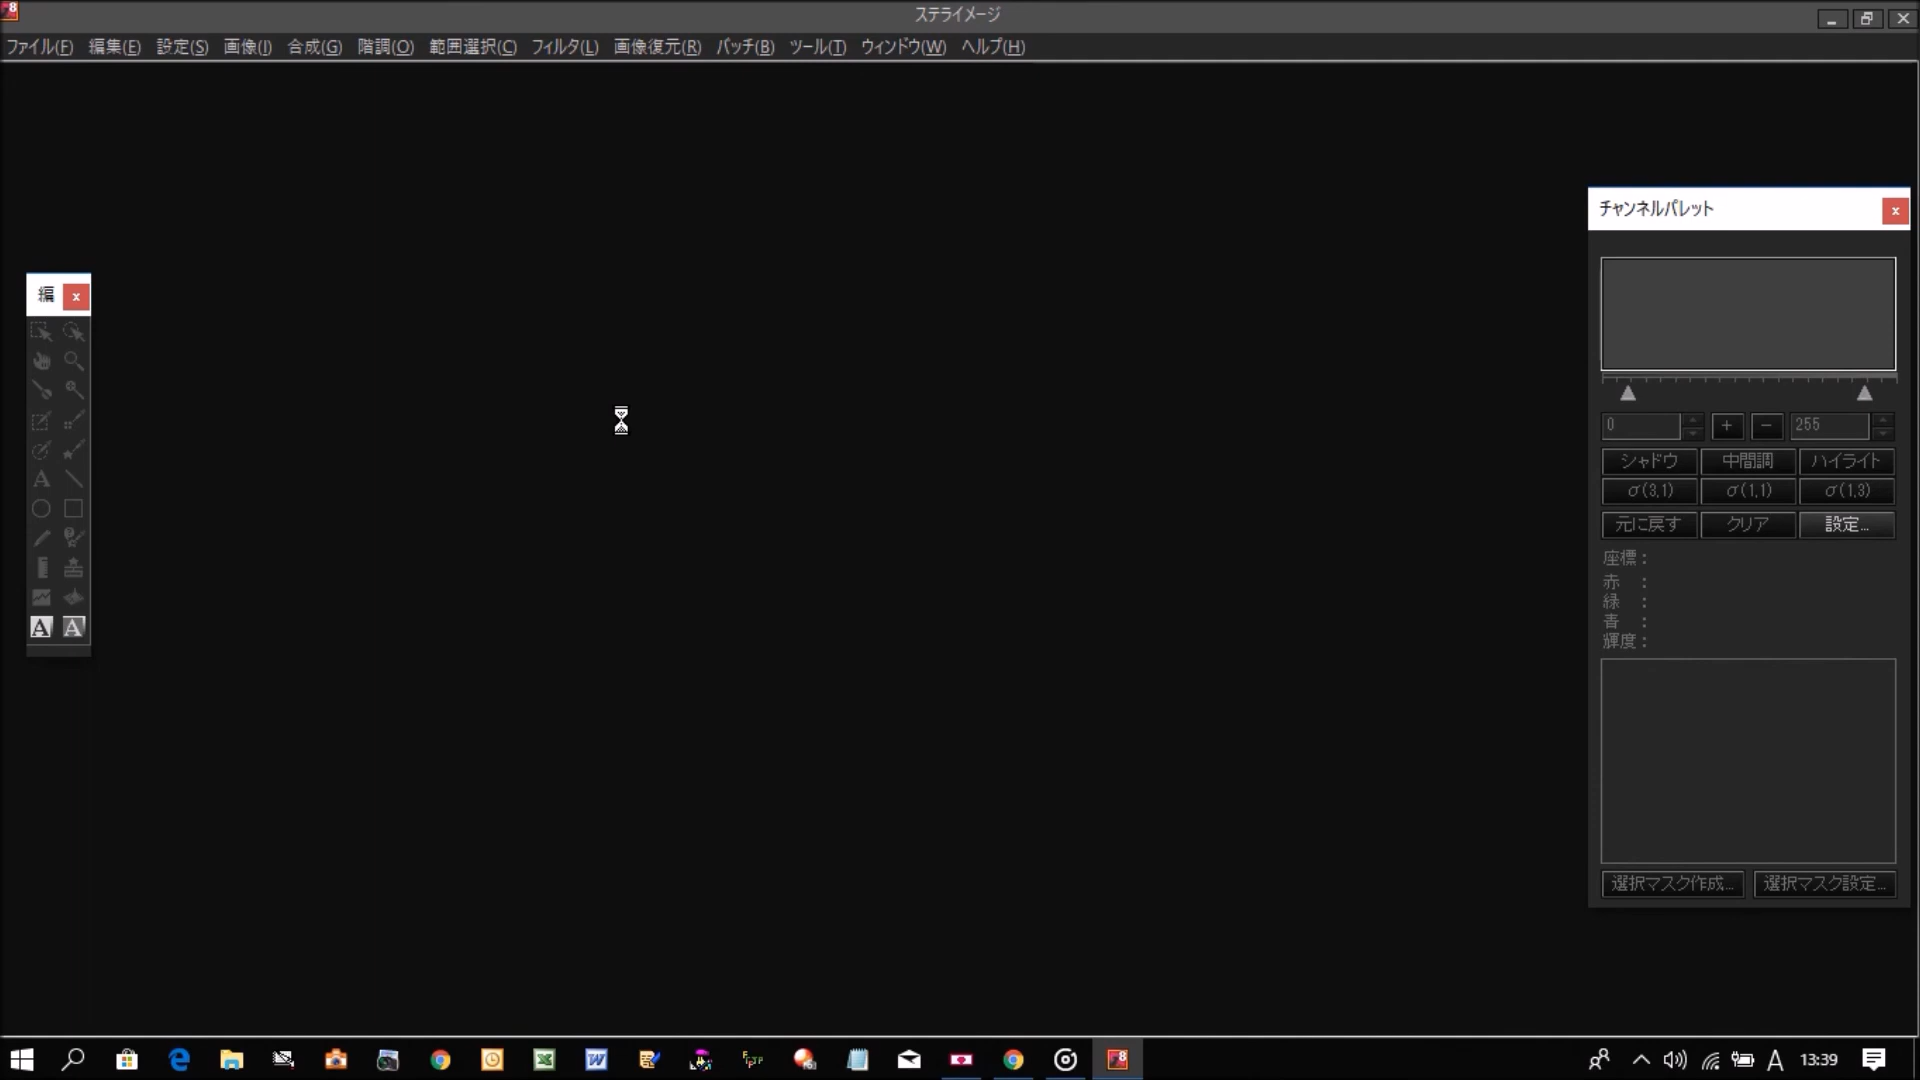 ステライメージ
ファイル(F) 編集(E) 設定(S) 画像(I) 合成(G) 階調(O) 範囲選択(C) フィルタ(L) 画像復元(R) バッチ(B) ツール(T) ウィンドウ(W) ヘルプ(H)
編
A
A A
チャンネルパレット
0 + - 255
シャドウ 中間調 ハイライト
σ(3,1) σ(1,1) σ(1,3)
元に戻す クリア 設定...
座標：
赤 ：
緑 ：
青 ：
輝度：
選択マスク作成... 選択マスク設定...
A 13:39